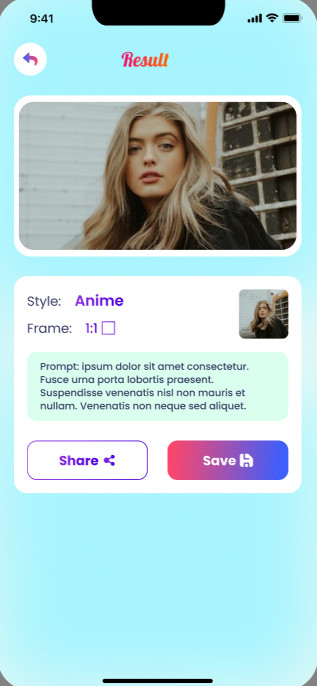 9:41
Result
Style: Anime
Frame: 1:1
Prompt: ipsum dolor sit amet consectetur.
Fusce urna porta lobortis praesent.
Suspendisse venenatis nisl non mauris et
nullam. Venenatis non neque sed aliquet.
Share
Save